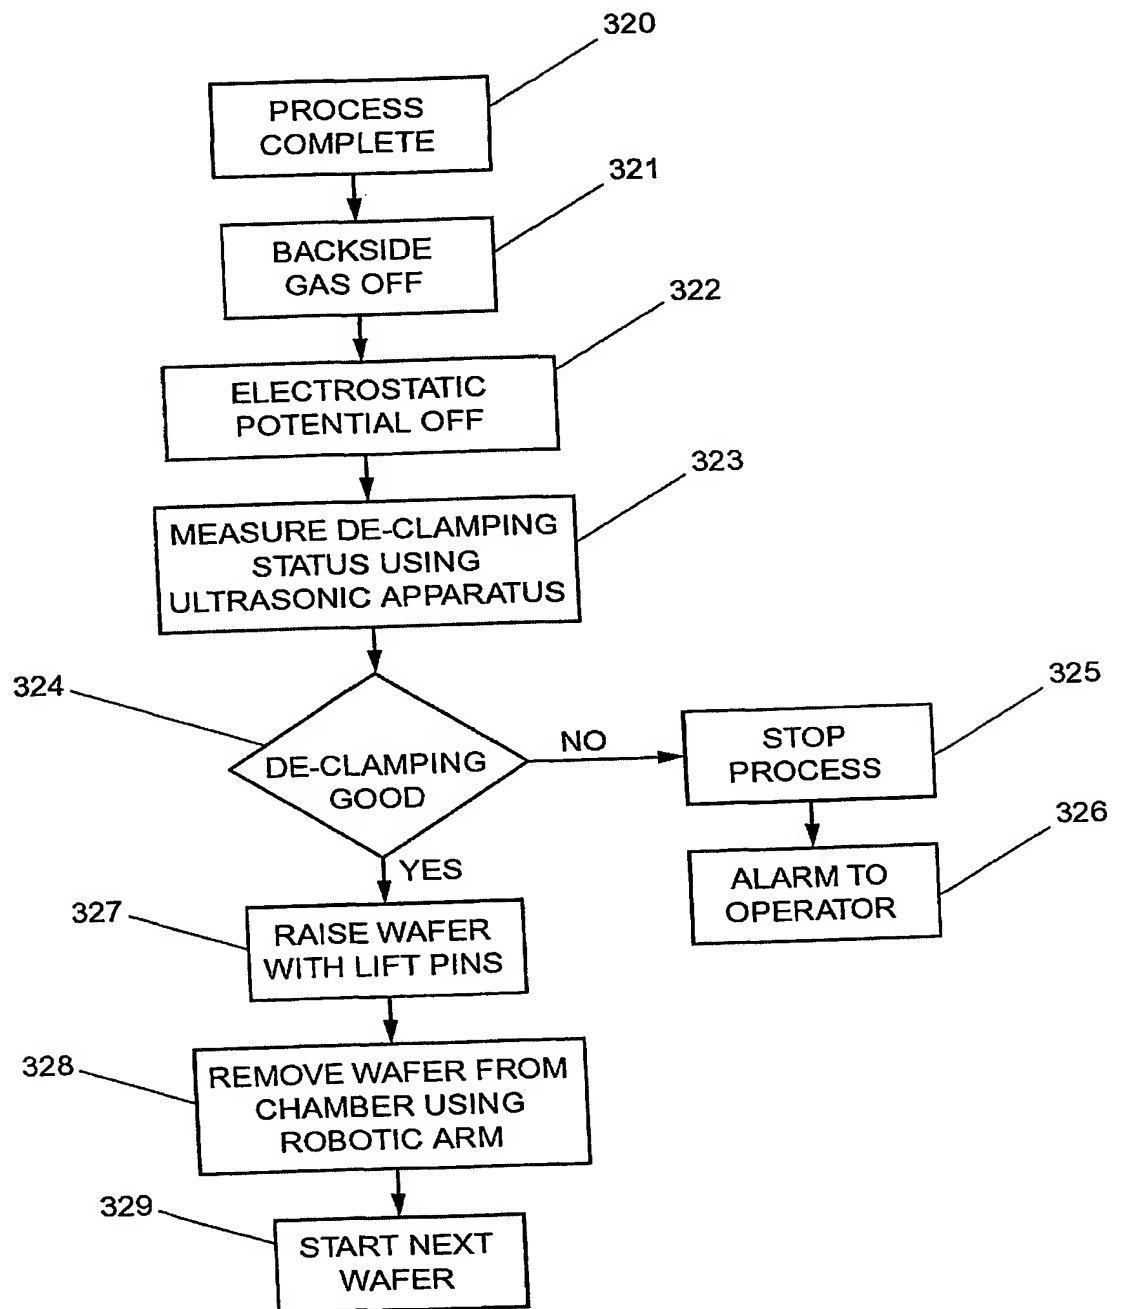 320
PROCESS
COMPLETE
321
BACKSIDE
GAS OFF
322
ELECTROSTATIC
POTENTIAL OFF
323
MEASURE DE-CLAMPING
STATUS USING
ULTRASONIC APPARATUS
324
DE-CLAMPING
GOOD
NO
325
STOP
PROCESS
326
ALARM TO
OPERATOR
YES
327
RAISE WAFER
WITH LIFT PINS
328
REMOVE WAFER FROM
CHAMBER USING
ROBOTIC ARM
329
START NEXT
WAFER